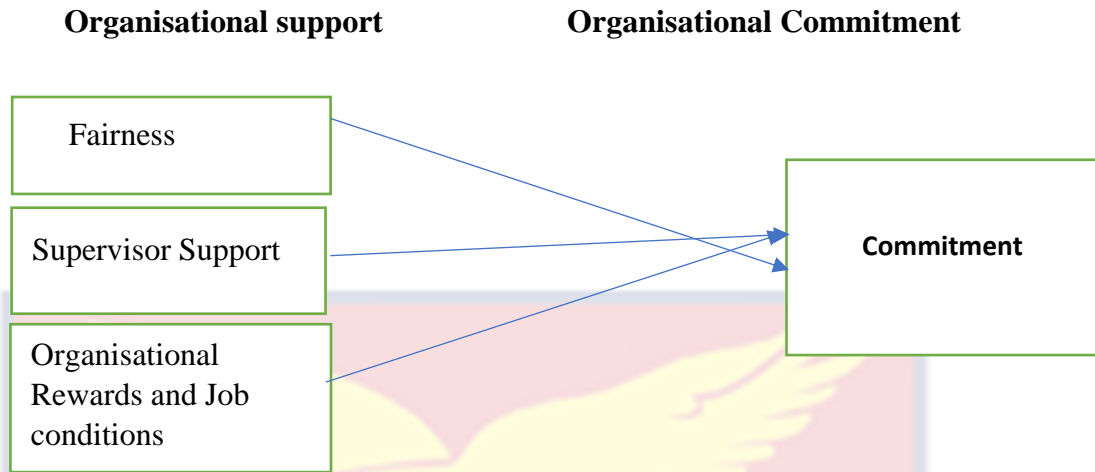 Organisational support
Organisational Commitment
Fairness
Supervisor Support
Organisational
Rewards and Job
conditions
Commitment